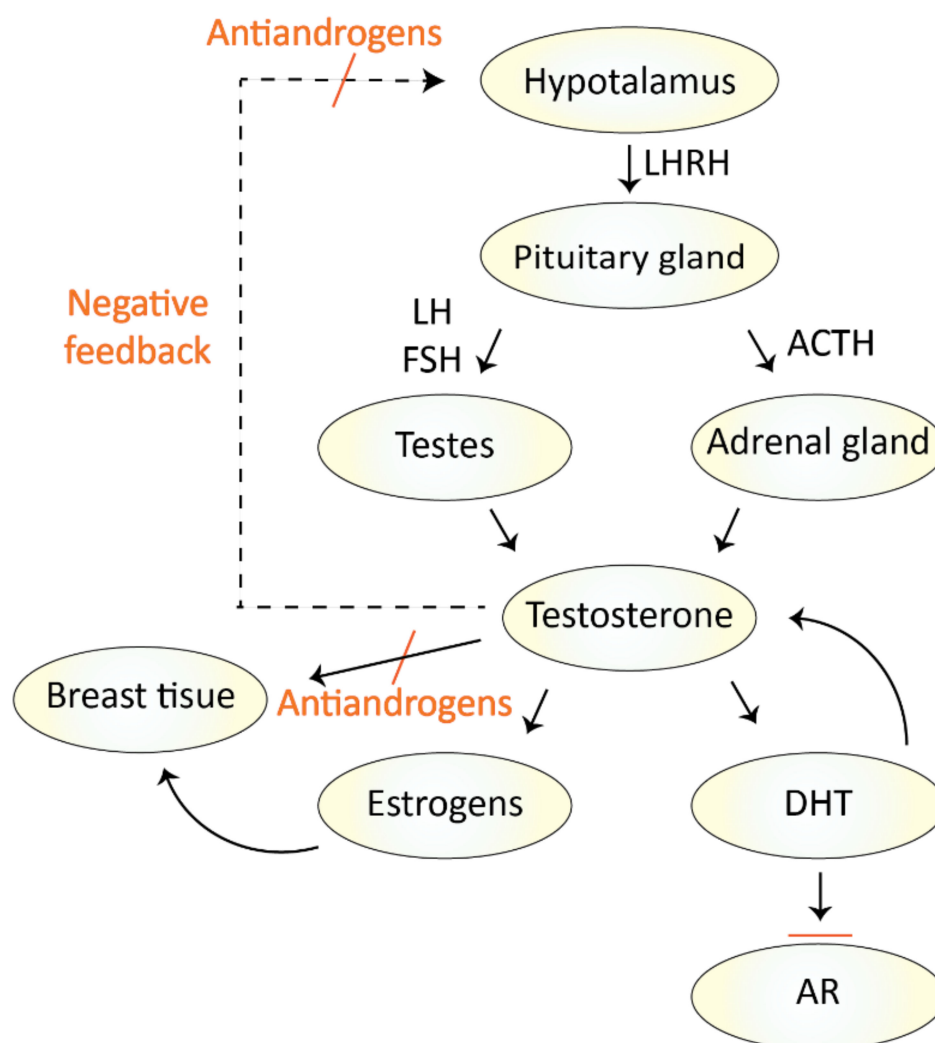 Antiandrogens
Hypotalamus
LHRH
Pituitary gland
Negative
feedback
LH
FSH
ACTH
Testes
Adrenal gland
Testosterone
Breast tisue
Antiandrogens
Estrogens
DHT
AR